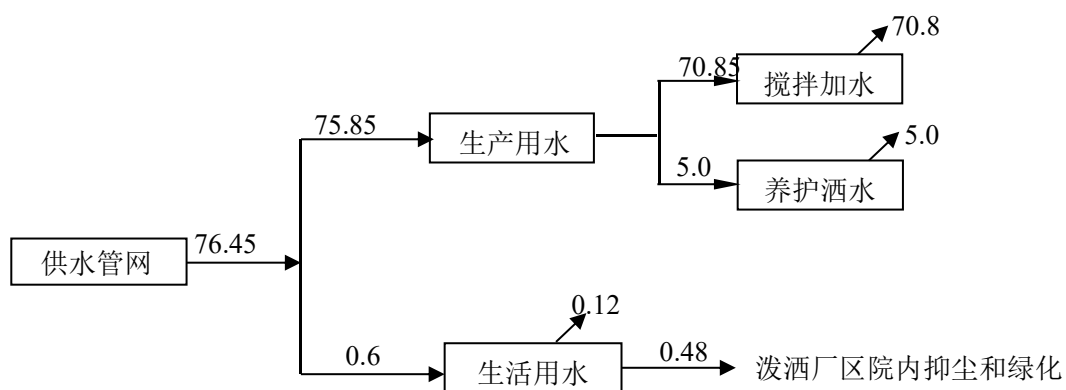 70.8
70.85
搅拌加水
75.85
生产用水
5.0
5.0
养护洒水
供水管网
76.45
0.12
0.6
生活用水
0.48
泼洒厂区院内抑尘和绿化